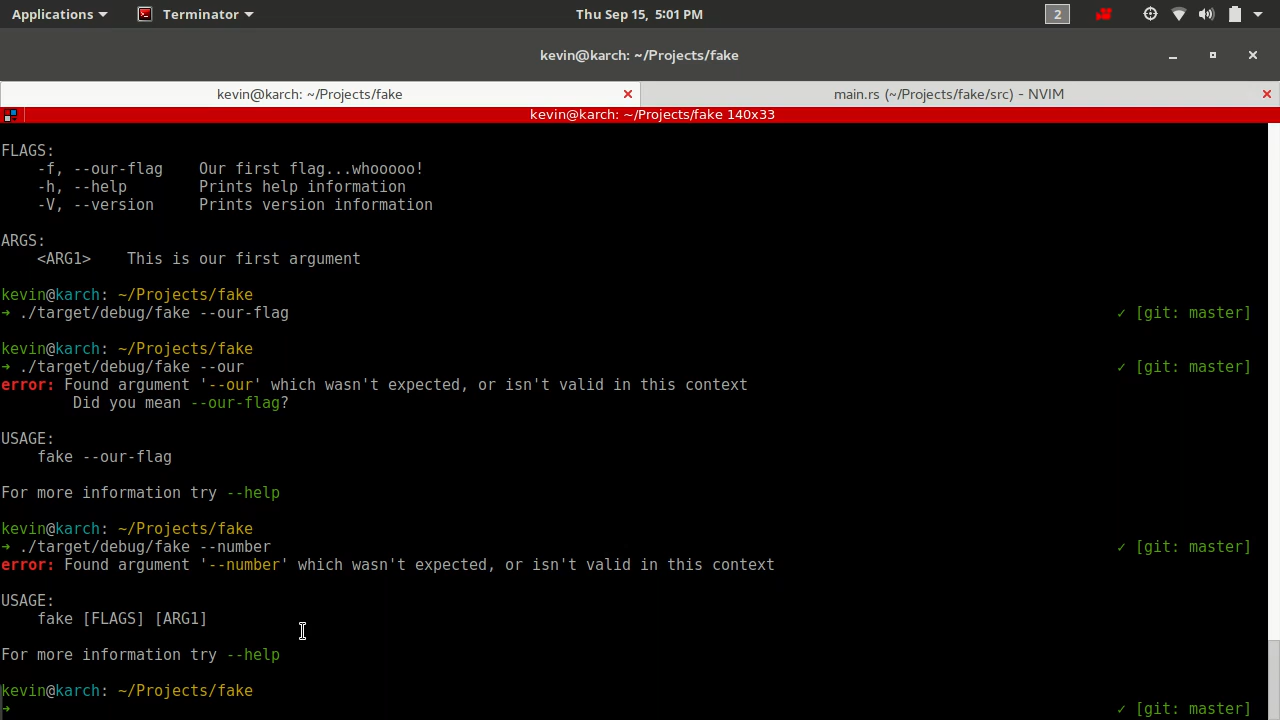 Applications Terminator Thu Sep 15, 5:01 PM 2
kevin@karch: ~/Projects/fake
kevin@karch: ~/Projects/fake main.rs (~/Projects/fake/src) - NVIM
kevin@karch: ~/Projects/fake 140x33
FLAGS:
    -f, --our-flag    Our first flag...whooooo!
    -h, --help        Prints help information
    -V, --version     Prints version information
ARGS:
    <ARG1>    This is our first argument
kevin@karch: ~/Projects/fake
➜ ./target/debug/fake --our-flag ✓ [git: master]
kevin@karch: ~/Projects/fake
➜ ./target/debug/fake --our ✓ [git: master]
error: Found argument '--our' which wasn't expected, or isn't valid in this context
        Did you mean --our-flag?
USAGE:
    fake --our-flag
For more information try --help
kevin@karch: ~/Projects/fake
➜ ./target/debug/fake --number ✓ [git: master]
error: Found argument '--number' which wasn't expected, or isn't valid in this context
USAGE:
    fake [FLAGS] [ARG1]
For more information try --help
kevin@karch: ~/Projects/fake
➜ ✓ [git: master]